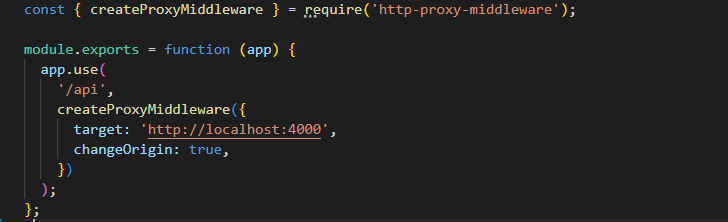 const { createProxyMiddleware } = require('http-proxy-middleware');
module.exports = function (app) {
app.use(
'/api',
createProxyMiddleware({
target: 'http://localhost:4000',
changeOrigin: true,
})
);
};